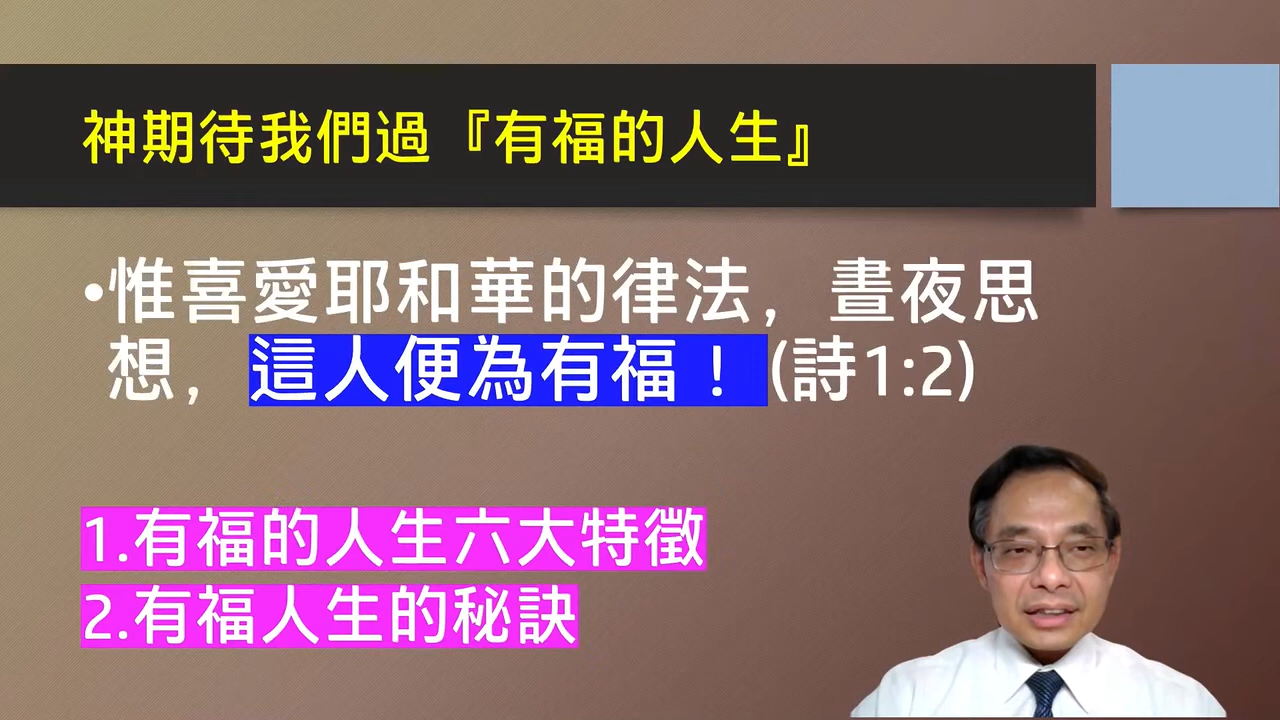 神期待我們過『有福的人生』
•惟喜愛耶和華的律法，晝夜思
想，這人便為有福！(詩1:2)
1.有福的人生六大特徵
2.有福人生的秘訣